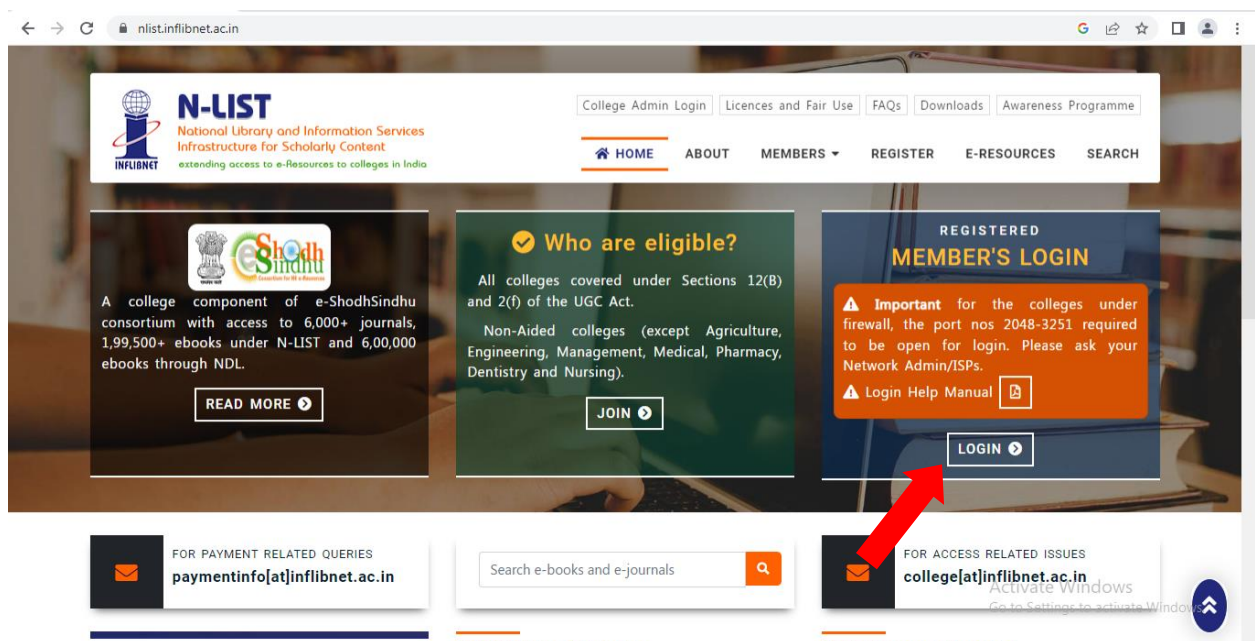 nlist.inflibnet.ac.in
INFLIBNET
N-LIST
National Library and Information Services
Infrastructure for Scholarly Content
extending access to e-Resources to colleges in India
College Admin Login
Licences and Fair Use
FAQs
Downloads
Awareness Programme
HOME
ABOUT
MEMBERS
REGISTER
E-RESOURCES
SEARCH
e-Shodh
Sindhu
A college component of e-ShodhSindhu
consortium with access to 6,000+ journals,
1,99,500+ ebooks under N-LIST and 6,00,000
ebooks through NDL.
READ MORE
Who are eligible?
All colleges covered under Sections 12(B)
and 2(f) of the UGC Act.
Non-Aided colleges (except Agriculture,
Engineering, Management, Medical, Pharmacy,
Dentistry and Nursing).
JOIN
REGISTERED
MEMBER'S LOGIN
Important for the colleges under
firewall, the port nos 2048-3251 required
to be open for login. Please ask your
Network Admin/ISPs.
Login Help Manual
LOGIN
FOR PAYMENT RELATED QUERIES
paymentinfo[at]inflibnet.ac.in
Search e-books and e-journals
FOR ACCESS RELATED ISSUES
college[at]inflibnet.ac.in
Activate Windows
Go to Settings to activate Windows